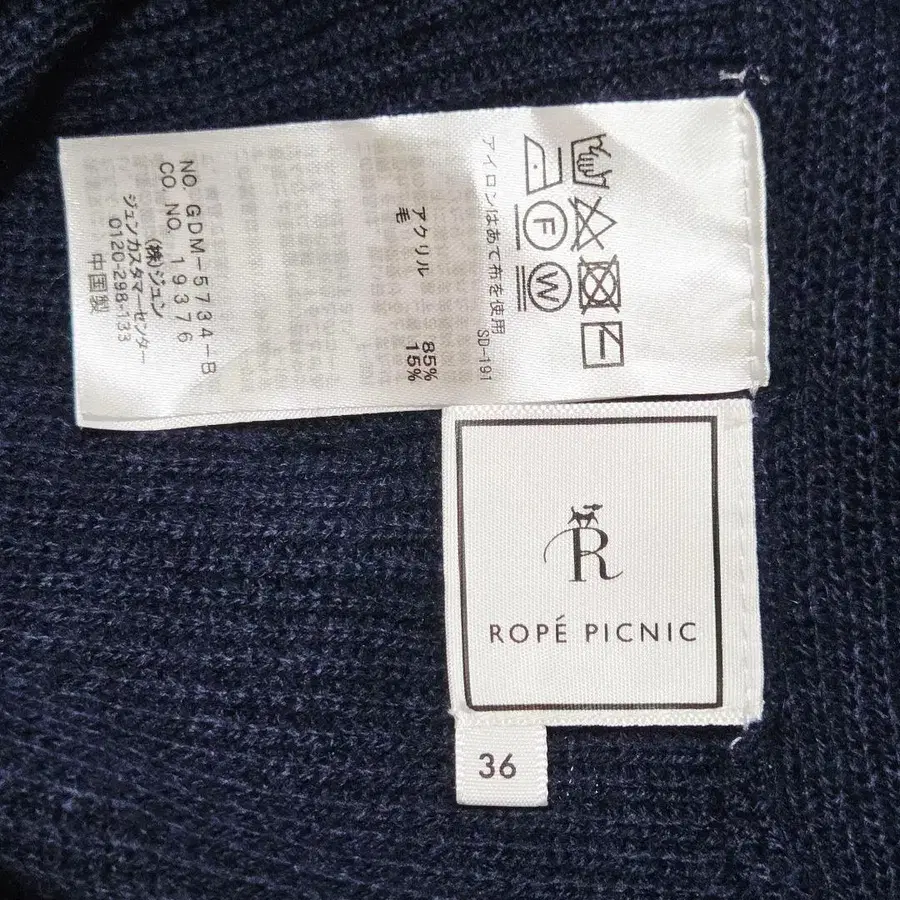 アイロンはあて布を使用
SD-191
アクリル 85%
毛 15%
NO. GDM-5734-B
CO. NO. 19376
(株)ジュン
ジュンカスタマーセンター
0120-298-133
中国製
F
W
R
ROPÉ PICNIC
36